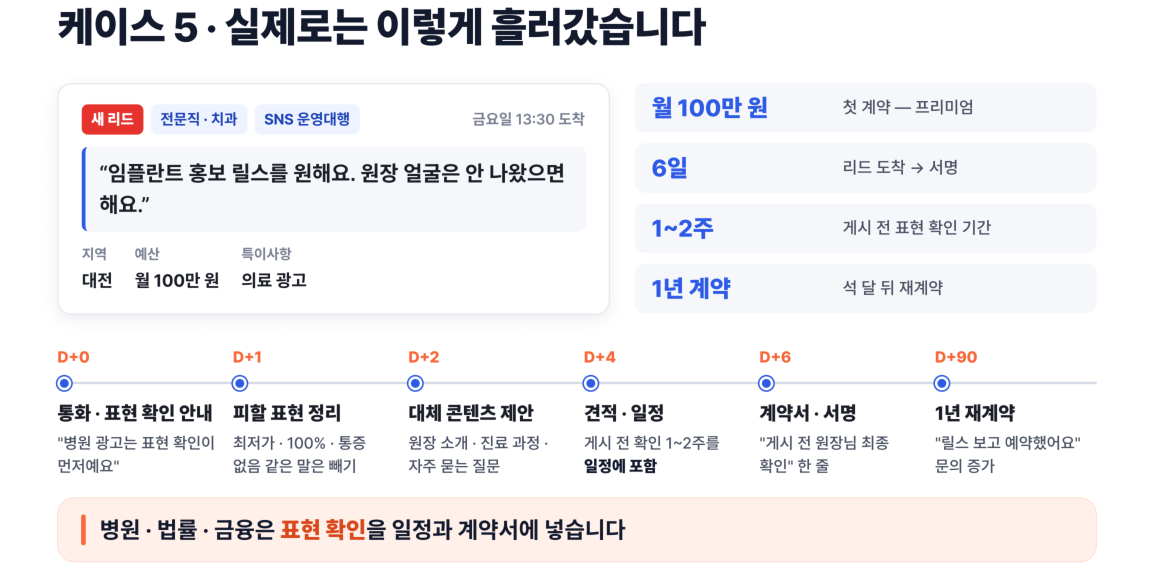 케이스 5 · 실제로는 이렇게 흘러갔습니다
새 리드
전문직 · 치과
SNS 운영대행
금요일 13:30 도착
“임플란트 홍보 릴스를 원해요. 원장 얼굴은 안 나왔으면
해요.”
지역
예산
특이사항
대전
월 100만 원
의료 광고
월 100만 원
첫 계약 — 프리미엄
6일
리드 도착 → 서명
1~2주
게시 전 표현 확인 기간
1년 계약
석 달 뒤 재계약
D+0
통화 · 표현 확인 안내
"병원 광고는 표현 확인이
먼저예요"
D+1
피할 표현 정리
최저가 · 100% · 통증
없음 같은 말은 빼기
D+2
대체 콘텐츠 제안
원장 소개 · 진료 과정 ·
자주 묻는 질문
D+4
견적 · 일정
게시 전 확인 1~2주를
일정에 포함
D+6
계약서 · 서명
"게시 전 원장님 최종
확인" 한 줄
D+90
1년 재계약
"릴스 보고 예약했어요"
문의 증가
병원 · 법률 · 금융은 표현 확인을 일정과 계약서에 넣습니다